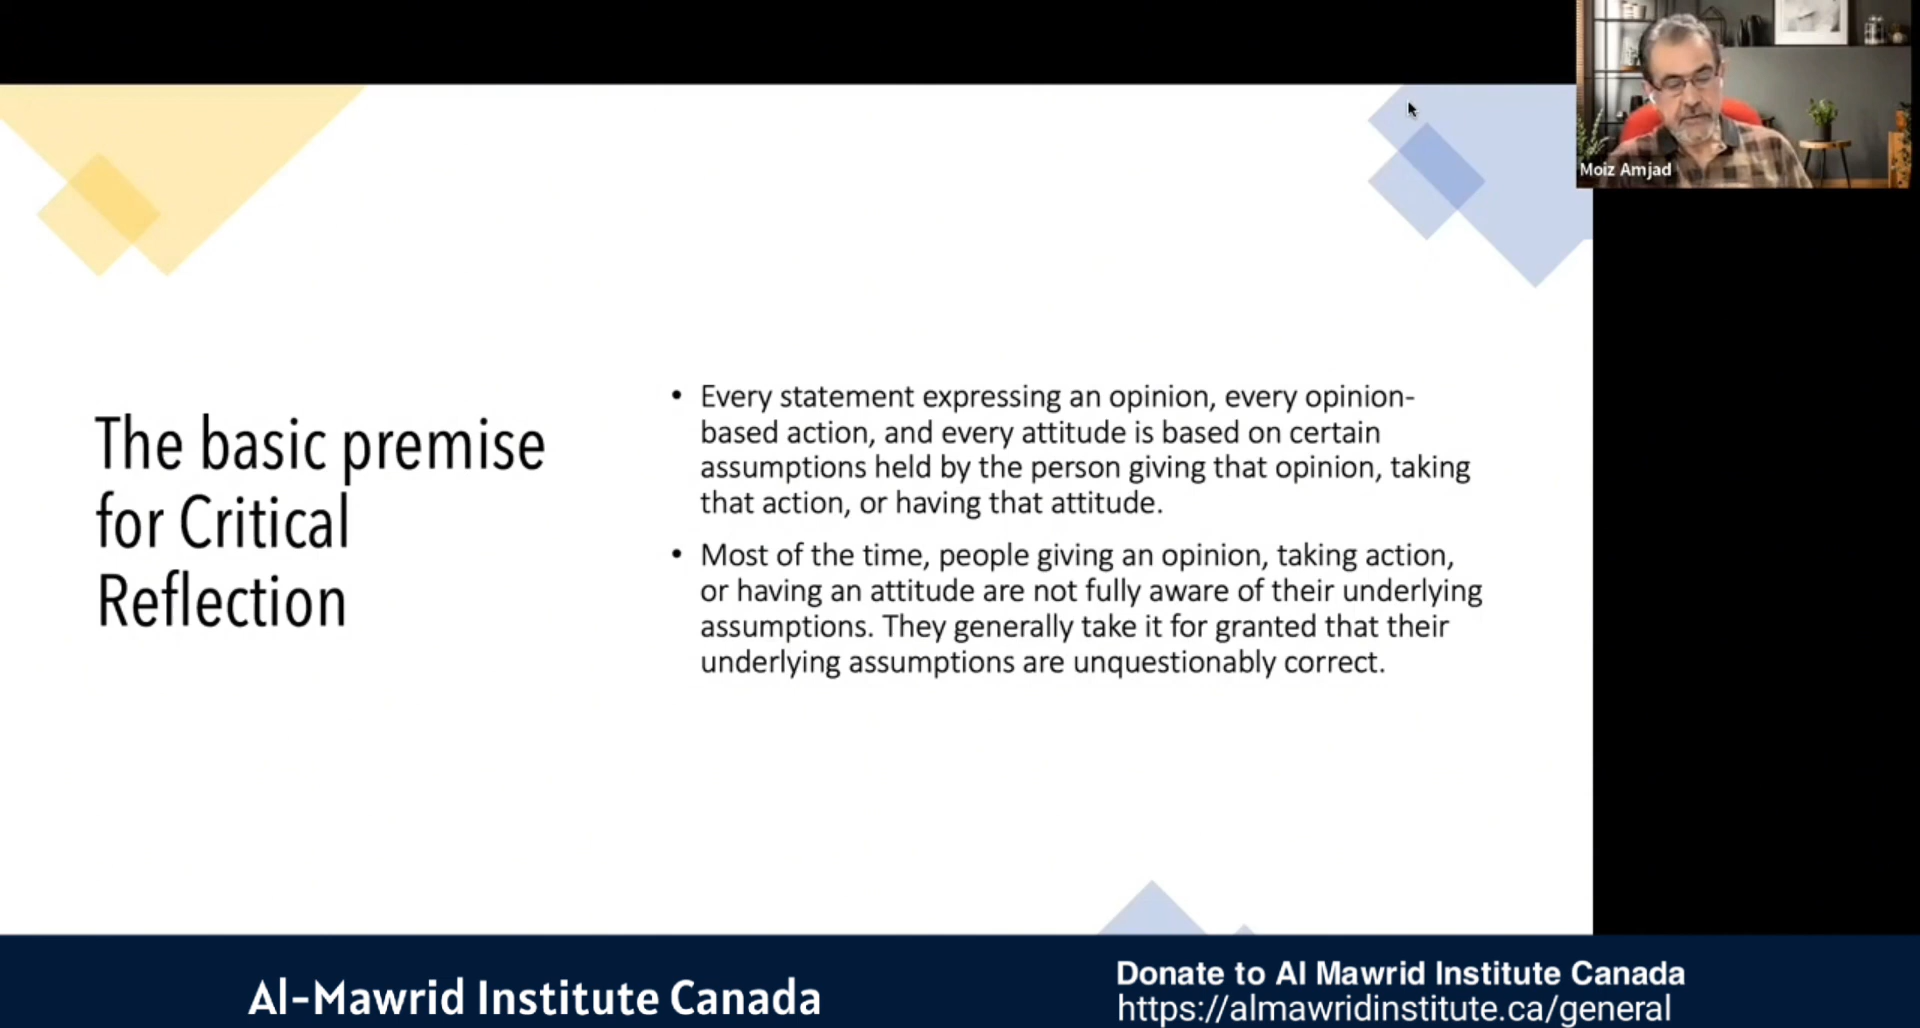 Moiz Amjad
The basic premise
for Critical
Reflection
• Every statement expressing an opinion, every opinion-
based action, and every attitude is based on certain
assumptions held by the person giving that opinion, taking
that action, or having that attitude.
• Most of the time, people giving an opinion, taking action,
or having an attitude are not fully aware of their underlying
assumptions. They generally take it for granted that their
underlying assumptions are unquestionably correct.
Al-Mawrid Institute Canada
Donate to Al Mawrid Institute Canada
https://almawridinstitute.ca/general